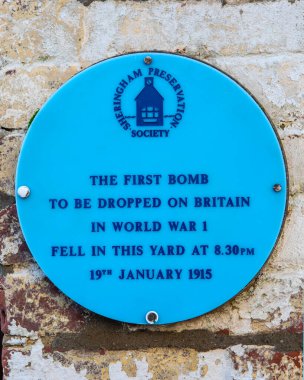 SHERINGHAM PRESERVATION
SOCIETY
THE FIRST BOMB
TO BE DROPPED ON BRITAIN
IN WORLD WAR 1
FELL IN THIS YARD AT 8.30PM
19TH JANUARY 1915